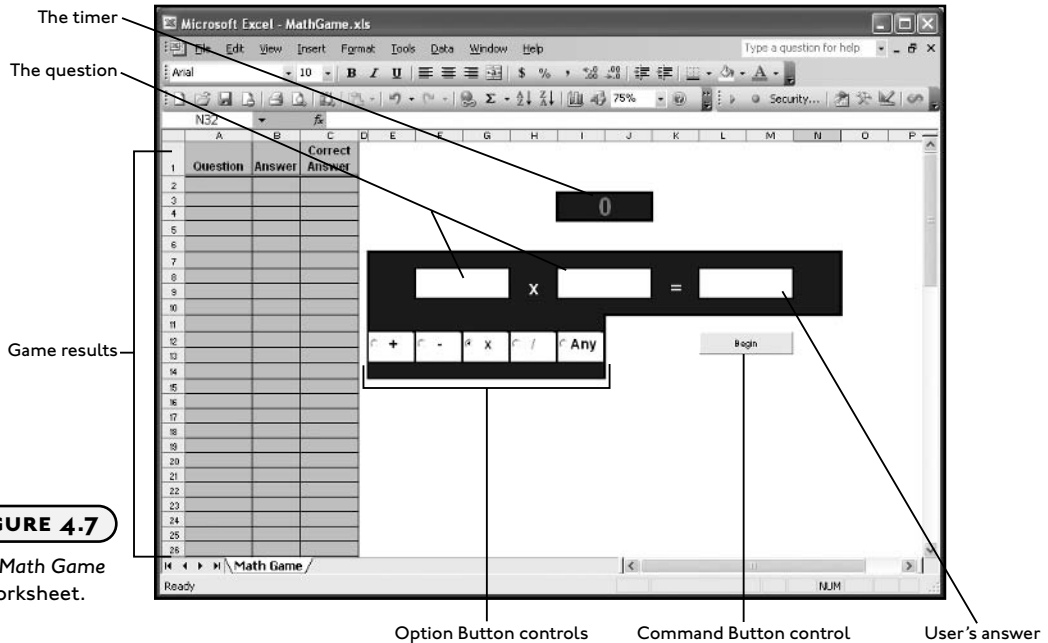 The timer
The question
Game results
Microsoft Excel - MathGame.xls
File Edit View Insert Format Tools Data Window Help
Type a question for help
Arial
10
B I U
$ % ,
A
75%
Security...
N32
fx
A B C D E F G H I J K L M N O P
1 Question Answer Correct Answer
2
3
4
5
6
7
8
9
10
11
12
13
14
15
16
17
18
19
20
21
22
23
24
25
26
0
x =
+ - x / Any
Begin
Math Game
Ready
NUM
GURE 4.7
Math Game
orksheet.
Option Button controls
Command Button control
User's answer